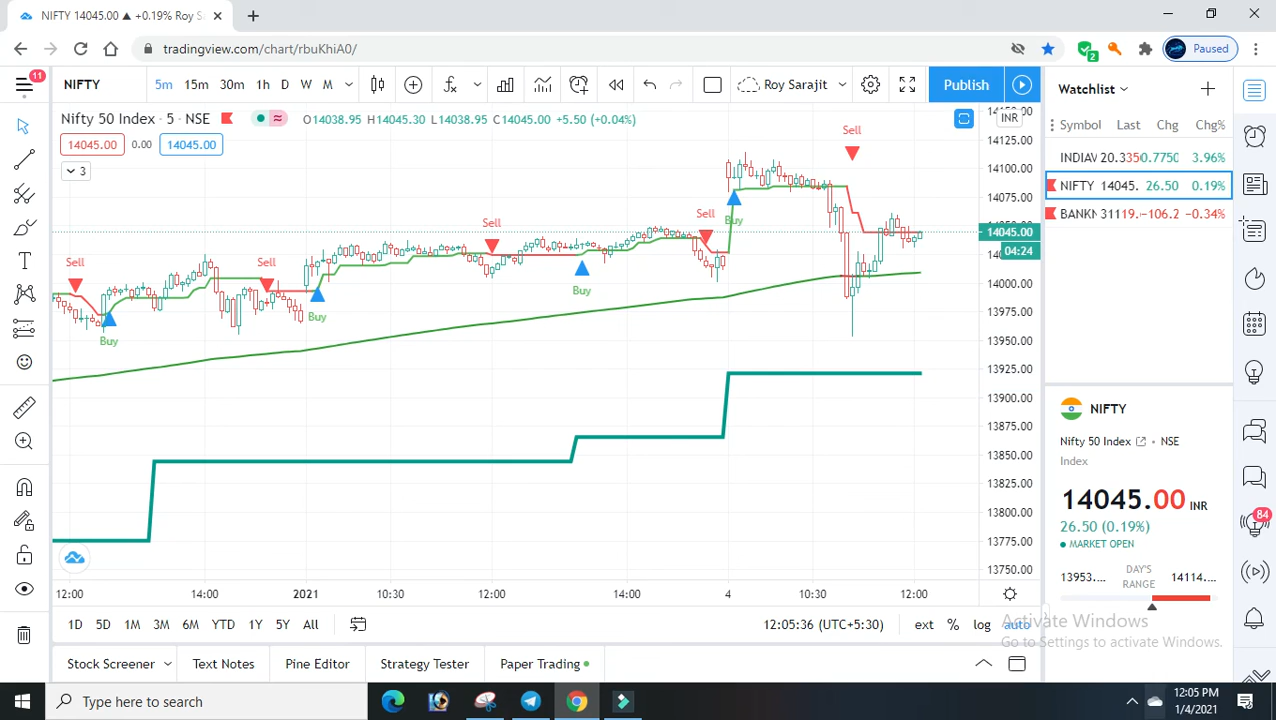 NIFTY 14045.00 ▲ +0.19% Roy S
tradingview.com/chart/rbuKhiA0/
Paused
2
11
NIFTY
5m 15m 30m 1h D W M
Roy Sarajit
Publish
Watchlist
Nifty 50 Index · 5 · NSE
O14038.95 H14045.30 L14038.95 C14045.00 +5.50 (+0.04%)
INR
14045.00 0.00 14045.00
3
Symbol Last Chg Chg%
INDIAV 20.335 0.7750 3.96%
NIFTY 14045. 26.50 0.19%
BANKN 31119. −106.2 −0.34%
14125.00
14100.00
14075.00
14045.00
04:24
14000.00
13975.00
13950.00
13925.00
13900.00
13875.00
13850.00
13825.00
13800.00
13775.00
13750.00
Sell
Buy
Sell
Buy
Sell
Buy
Sell
Buy
Sell
NIFTY
Nifty 50 Index · NSE
Index
14045.00 INR
26.50 (0.19%)
MARKET OPEN
84
13953... DAY'S RANGE 14114....
12:00 14:00 2021 10:30 12:00 14:00 4 10:30 12:00
1D 5D 1M 3M 6M YTD 1Y 5Y All
12:05:36 (UTC+5:30) ext % log auto
Activate Windows
Go to Settings to activate Windows.
Stock Screener Text Notes Pine Editor Strategy Tester Paper Trading
Type here to search
12:05 PM
1/4/2021